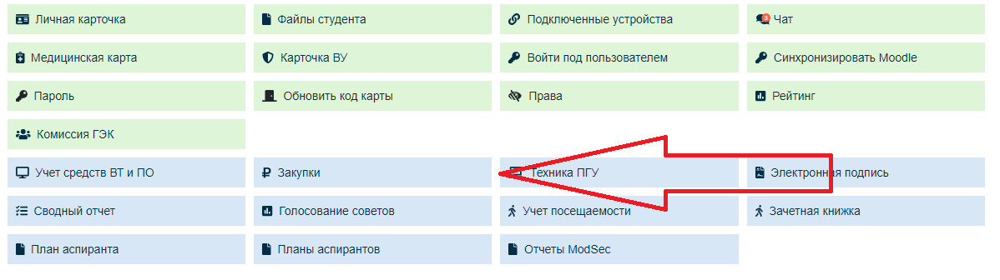 Личная карточка
Файлы студента
Подключенные устройства
3
Чат
Медицинская карта
Карточка ВУ
Войти под пользователем
Синхронизировать Moodle
Пароль
Обновить код карты
Права
Рейтинг
Комиссия ГЭК
Учет средств ВТ и ПО
Закупки
Техника ПГУ
Электронная подпись
Сводный отчет
Голосование советов
Учет посещаемости
Зачетная книжка
План аспиранта
Планы аспирантов
Отчеты ModSec